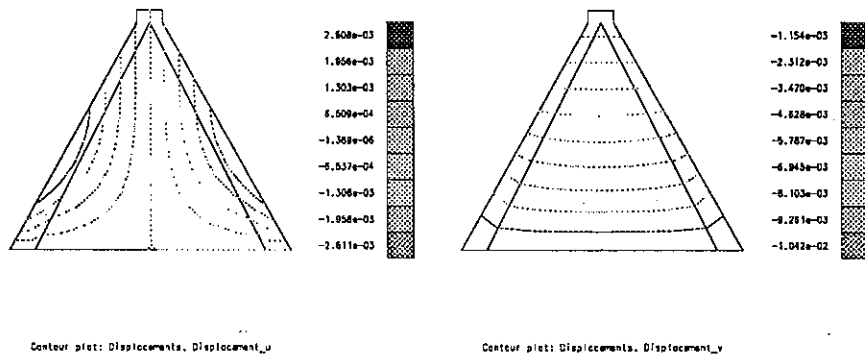 2.608e-03
1.956e-03
1.303e-03
6.509e-04
-1.369e-06
-6.537e-04
-1.306e-03
-1.958e-03
-2.611e-03
-1.154e-03
-2.312e-03
-3.470e-03
-4.628e-03
-5.787e-03
-6.945e-03
-8.103e-03
-9.261e-03
-1.042e-02
Contour plot: Displacements, Displacement_u
Contour plot: Displacements, Displacement_v